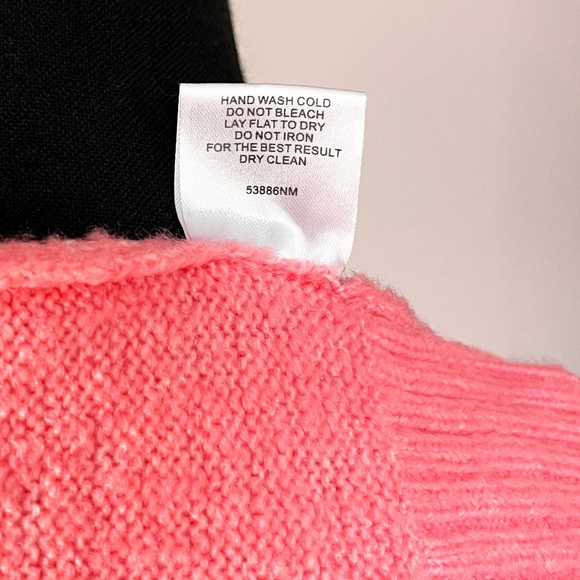 HAND WASH COLD
DO NOT BLEACH
LAY FLAT TO DRY
DO NOT IRON
FOR THE BEST RESULT
DRY CLEAN
53886NM